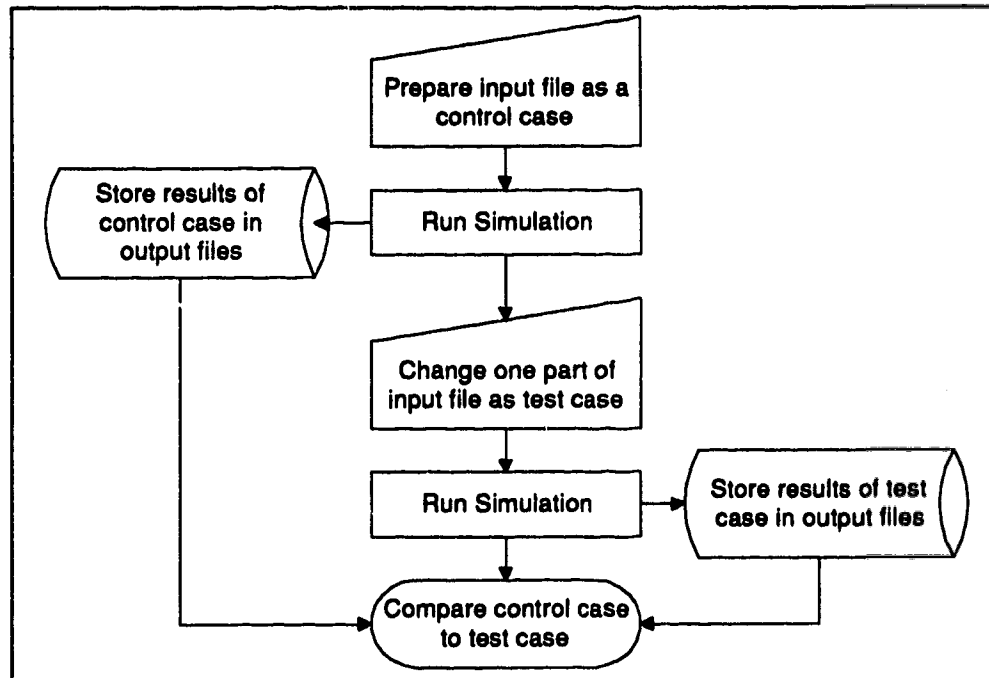 Prepare input file as a
control case
Store results of
control case in
output files
Run Simulation
Change one part of
input file as test case
Run Simulation
Store results of test
case in output files
Compare control case
to test case